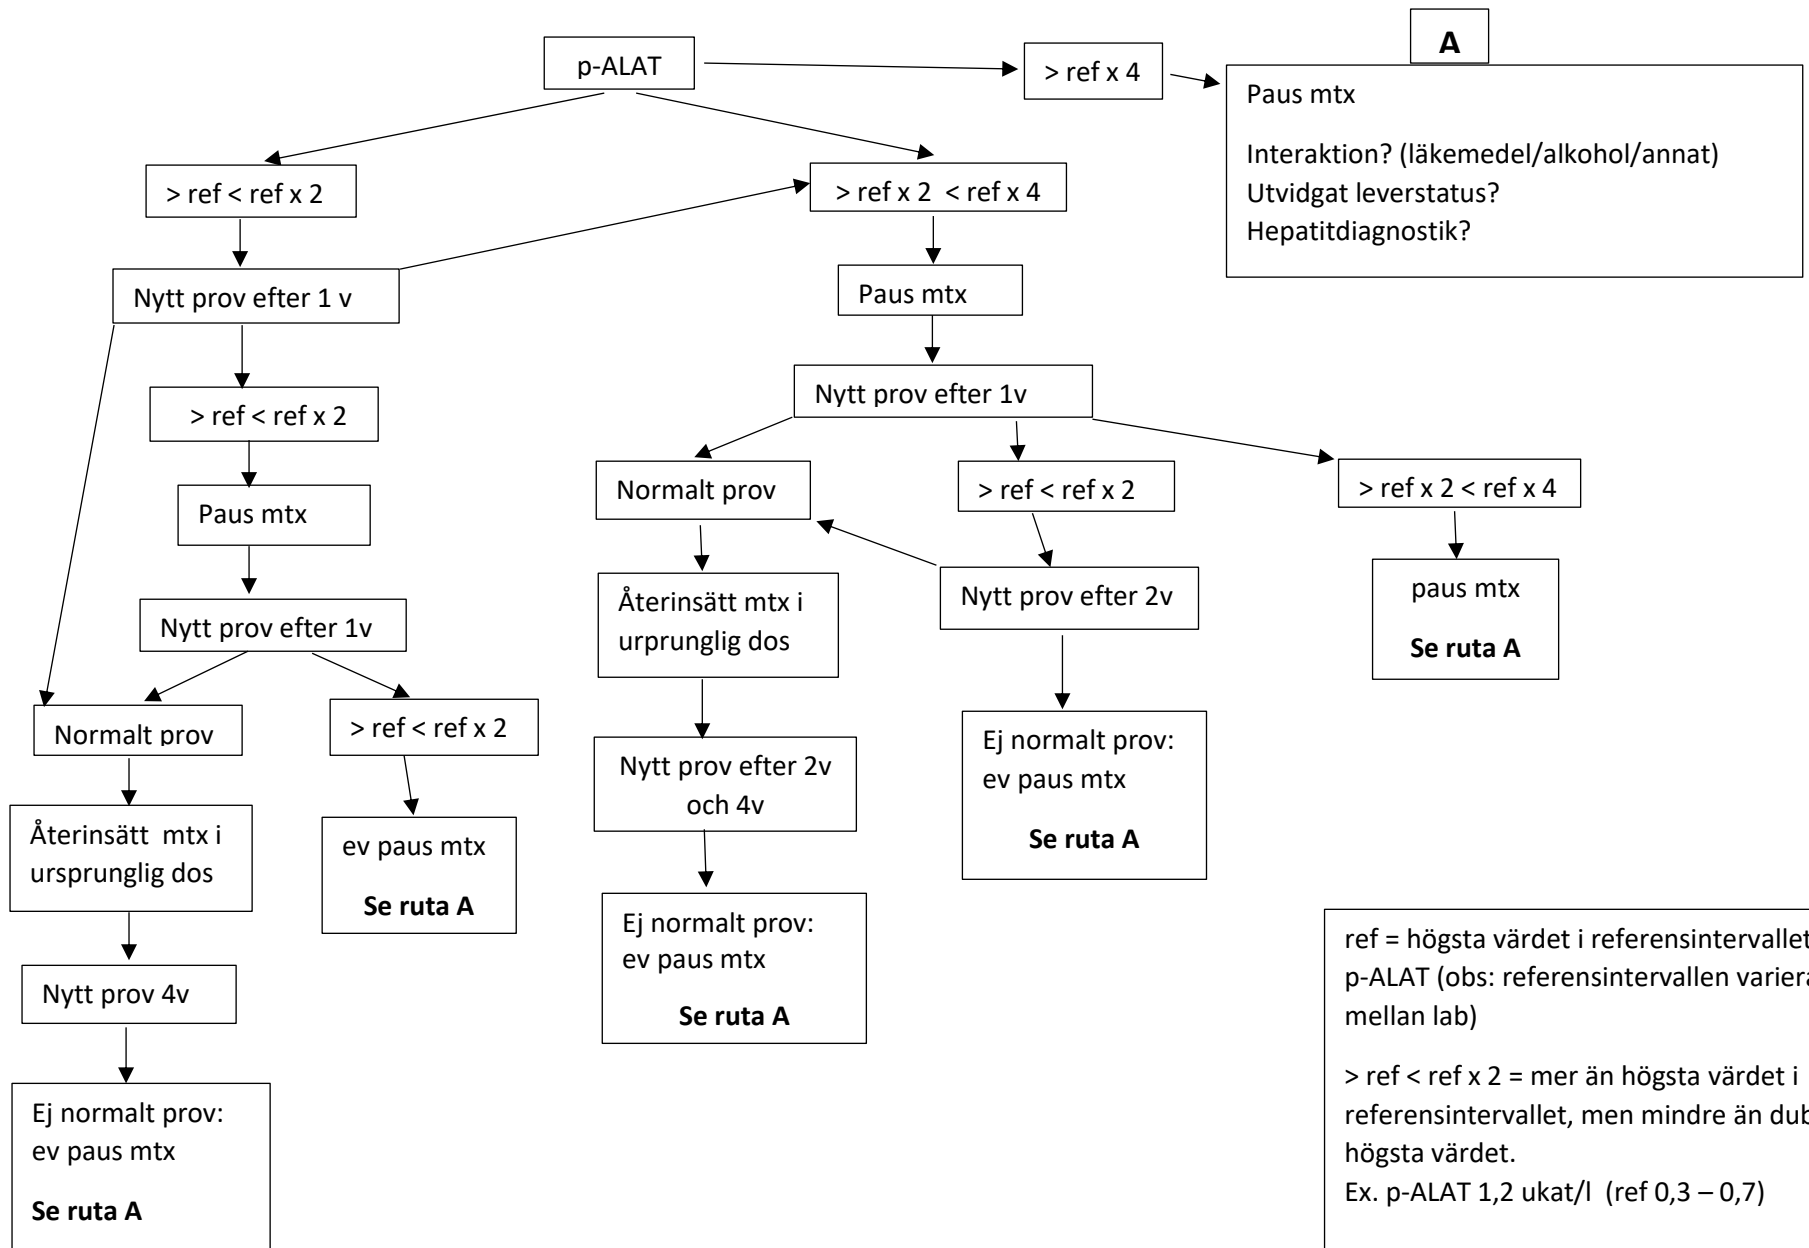 p-ALAT
> ref x 4
A
Paus mtx
Interaktion? (läkemedel/alkohol/annat)
Utvidgat leverstatus?
Hepatitdiagnostik?
> ref < ref x 2
> ref x 2 < ref x 4
Nytt prov efter 1 v
Paus mtx
> ref < ref x 2
Nytt prov efter 1v
Paus mtx
Normalt prov
> ref < ref x 2
> ref x 2 < ref x 4
Nytt prov efter 1v
Återinsätt mtx i
urprunglig dos
Nytt prov efter 2v
paus mtx
Se ruta A
Normalt prov
> ref < ref x 2
Nytt prov efter 2v
och 4v
Ej normalt prov:
ev paus mtx
Se ruta A
Återinsätt mtx i
ursprunglig dos
ev paus mtx
Se ruta A
Ej normalt prov:
ev paus mtx
Se ruta A
Nytt prov 4v
Ej normalt prov:
ev paus mtx
Se ruta A
ref = högsta värdet i referensintervallet
p-ALAT (obs: referensintervallen variera
mellan lab)
> ref < ref x 2 = mer än högsta värdet i
referensintervallet, men mindre än dub
högsta värdet.
Ex. p-ALAT 1,2 ukat/l (ref 0,3 – 0,7)